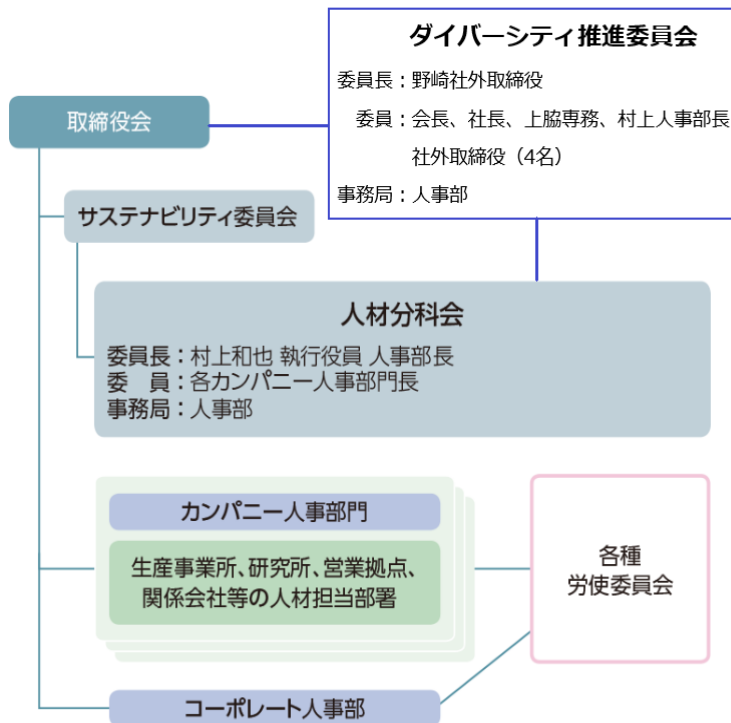 ダイバーシティ推進委員会
委員長：野崎社外取締役
委員：会長、社長、上脇専務、村上人事部長
社外取締役（4名）
事務局：人事部
取締役会
サステナビリティ委員会
人材分科会
委員長：村上和也 執行役員 人事部長
委　員：各カンパニー人事部門長
事務局：人事部
カンパニー人事部門
生産事業所、研究所、営業拠点、
関係会社等の人材担当部署
各種
労使委員会
コーポレート人事部